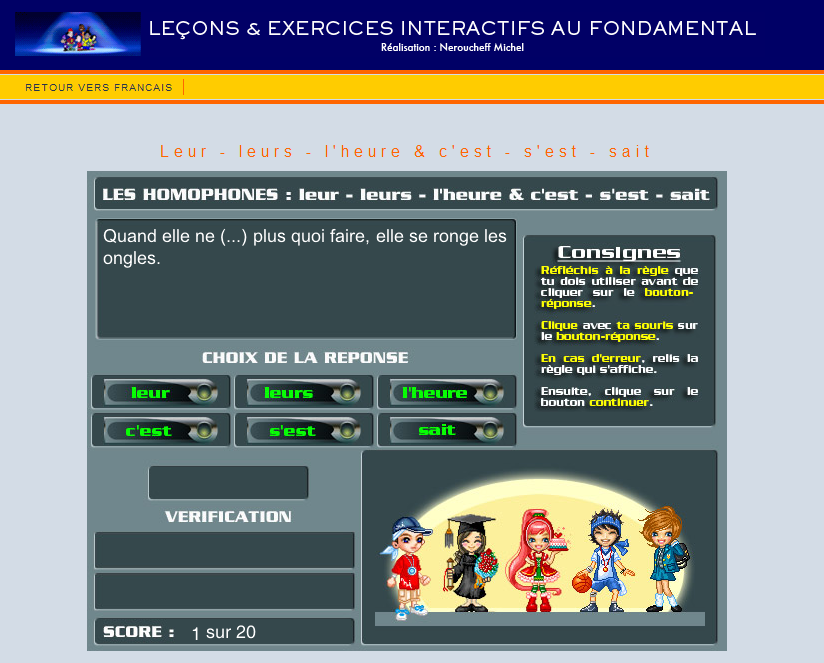 LEÇONS & EXERCICES INTERACTIFS AU FONDAMENTAL
Réalisation : Neroucheff Michel
RETOUR VERS FRANCAIS
Leur - leurs - l'heure & c'est - s'est - sait
LES HOMOPHONES : leur - leurs - l'heure & c'est - s'est - sait
Quand elle ne (...) plus quoi faire, elle se ronge les
ongles.
Consignes
Réfléchis à la règle que
tu dois utiliser avant de
cliquer sur le bouton-
réponse.
Clique avec ta souris sur
le bouton-réponse.
En cas d'erreur, relis la
règle qui s'affiche.
Ensuite, clique sur le
bouton continuer.
CHOIX DE LA REPONSE
leur leurs l'heure
c'est s'est sait
VERIFICATION
SCORE : 1 sur 20